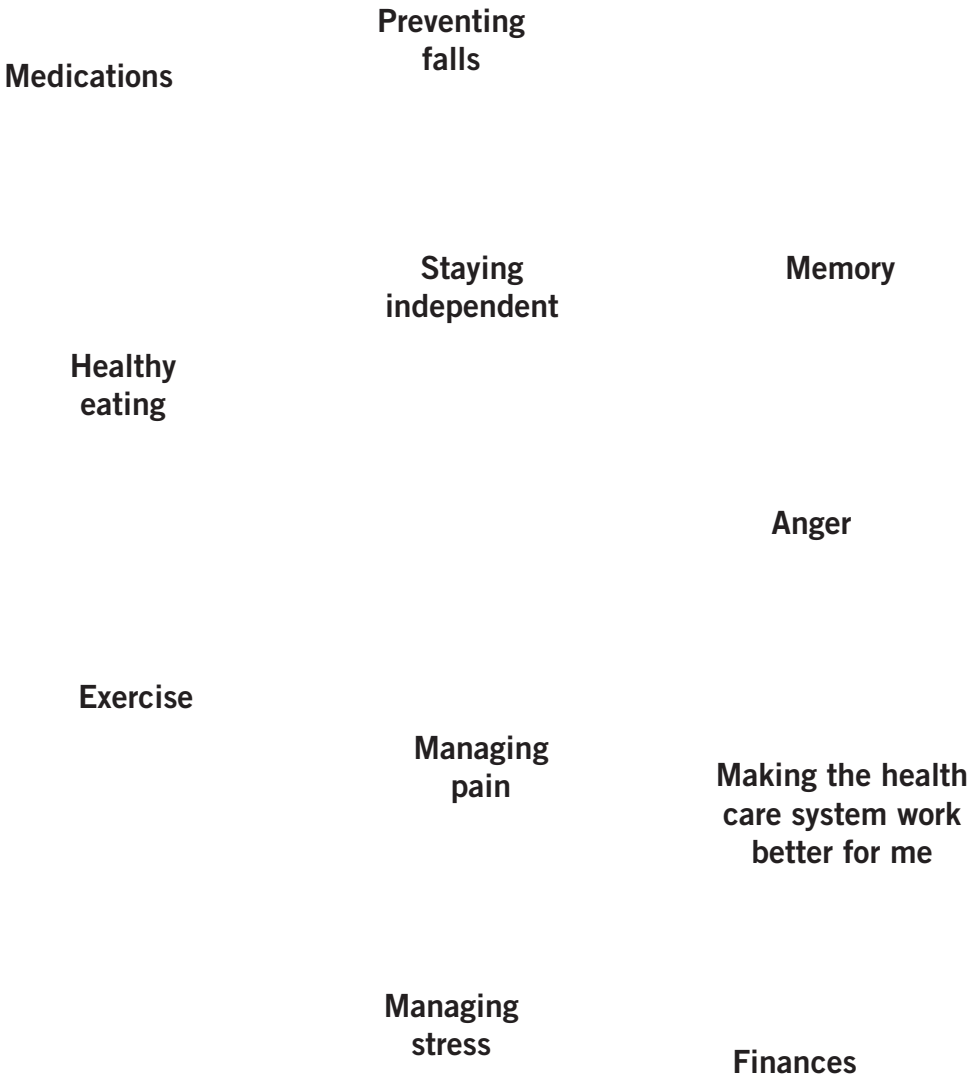 Preventing
falls
Medications
Staying
independent
Memory
Healthy
eating
Anger
Exercise
Managing
pain
Making the health
care system work
better for me
Managing
stress
Finances